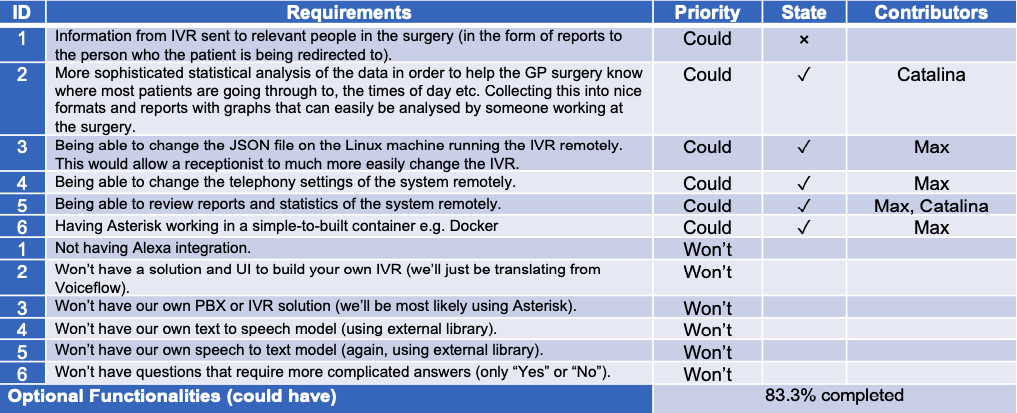 ID Requirements Priority State Contributors
1 Information from IVR sent to relevant people in the surgery (in the form of reports to Could ×
the person who the patient is being redirected to).
2 More sophisticated statistical analysis of the data in order to help the GP surgery know Could ✓ Catalina
where most patients are going through to, the times of day etc. Collecting this into nice
formats and reports with graphs that can easily be analysed by someone working at
the surgery.
3 Being able to change the JSON file on the Linux machine running the IVR remotely. Could ✓ Max
This would allow a receptionist to much more easily change the IVR.
4 Being able to change the telephony settings of the system remotely. Could ✓ Max
5 Being able to review reports and statistics of the system remotely. Could ✓ Max, Catalina
6 Having Asterisk working in a simple-to-built container e.g. Docker Could ✓ Max
1 Not having Alexa integration. Won’t
2 Won’t have a solution and UI to build your own IVR (we’ll just be translating from Won’t
Voiceflow).
3 Won’t have our own PBX or IVR solution (we’ll be most likely using Asterisk). Won’t
4 Won’t have our own text to speech model (using external library). Won’t
5 Won’t have our own speech to text model (again, using external library). Won’t
6 Won’t have questions that require more complicated answers (only “Yes” or “No”). Won’t
Optional Functionalities (could have) 83.3% completed